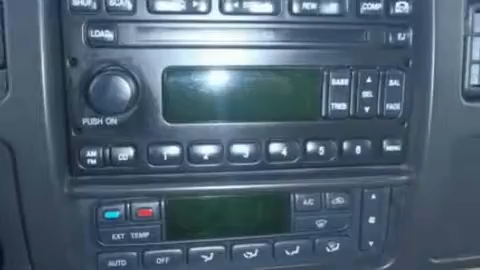 SHUF SCAN REW COMP
LOAD EJ
BASS SEL BAL
TREB FADE
PUSH ON
AM FM CD 1 2 3 4 5 6 MENU
A/C
EXT TEMP
AUTO OFF